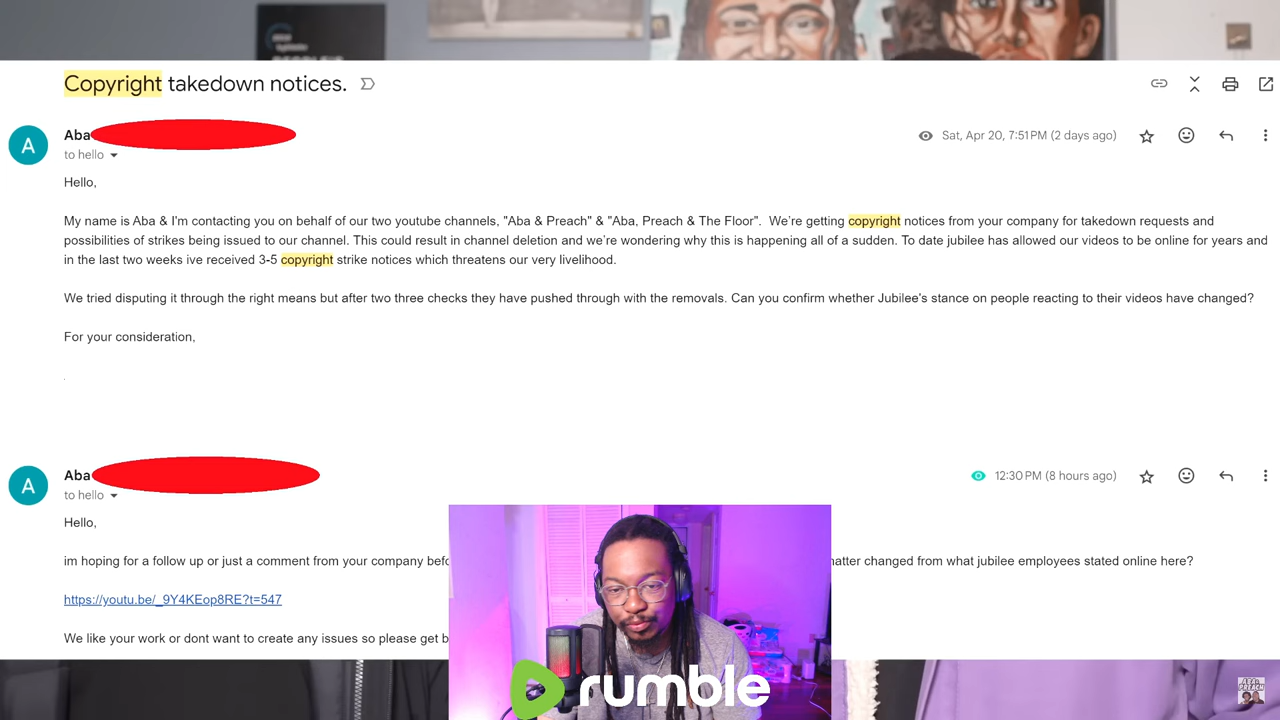 Copyright takedown notices.
Aba
Sat, Apr 20, 7:51 PM (2 days ago)
to hello
Hello,
My name is Aba & I'm contacting you on behalf of our two youtube channels, "Aba & Preach" & "Aba, Preach & The Floor". We're getting copyright notices from your company for takedown requests and
possibilities of strikes being issued to our channel. This could result in channel deletion and we're wondering why this is happening all of a sudden. To date jubilee has allowed our videos to be online for years and
in the last two weeks ive received 3-5 copyright strike notices which threatens our very livelihood.
We tried disputing it through the right means but after two three checks they have pushed through with the removals. Can you confirm whether Jubilee's stance on people reacting to their videos have changed?
For your consideration,
.
A
A
Aba
12:30 PM (8 hours ago)
to hello
Hello,
im hoping for a follow up or just a comment from your company
changed from what jubilee employees stated online here?
https://youtu.be/_9Y4KEop8RE?t=547
We like your work or dont want to create any issues so please get
rumble